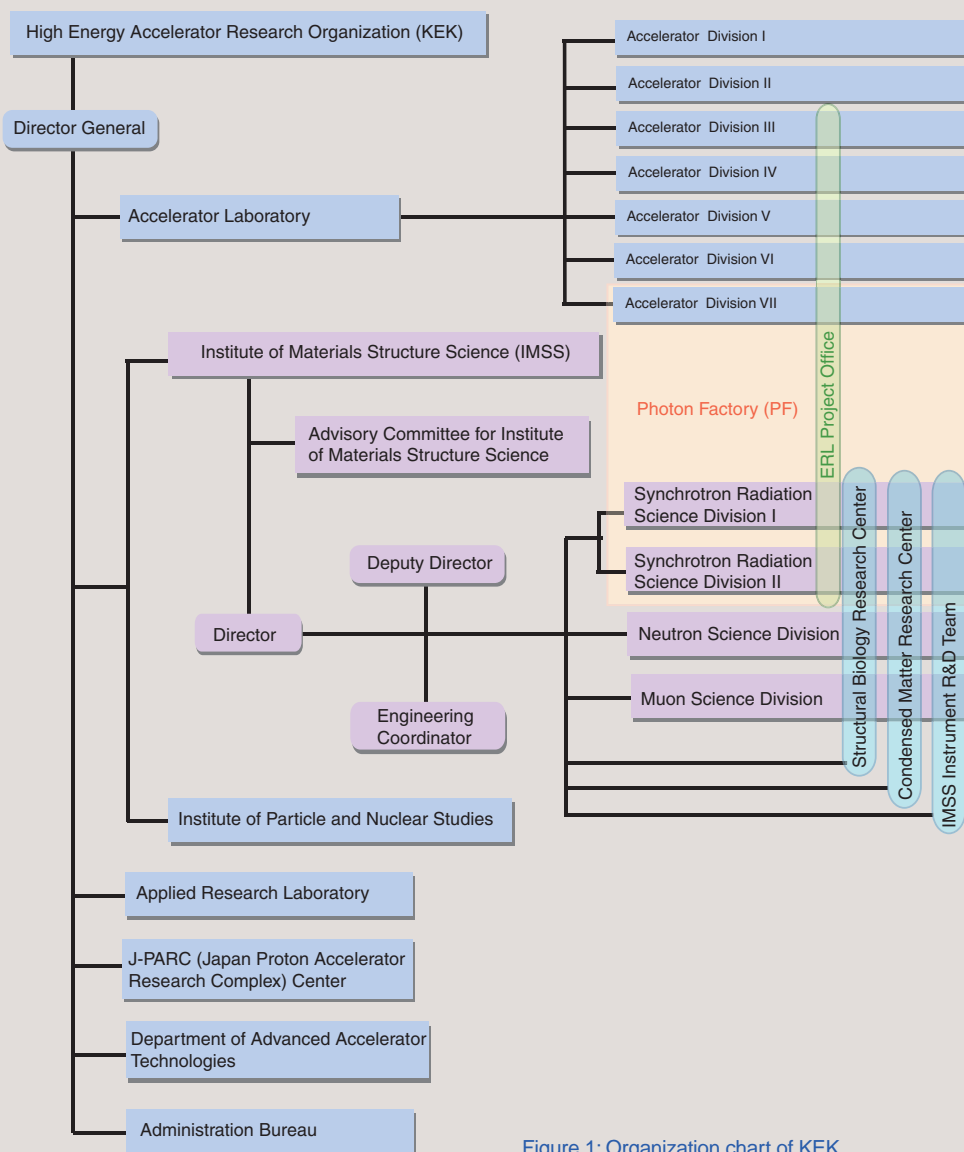 High Energy Accelerator Research Organization (KEK)
Director General
Accelerator Laboratory
Accelerator Division I
Accelerator Division II
Accelerator Division III
Accelerator Division IV
Accelerator Division V
Accelerator Division VI
Accelerator Division VII
Institute of Materials Structure Science (IMSS)
Advisory Committee for Institute
of Materials Structure Science
Deputy Director
Director
Engineering
Coordinator
Photon Factory (PF)
ERL Project Office
Synchrotron Radiation
Science Division I
Synchrotron Radiation
Science Division II
Neutron Science Division
Muon Science Division
Structural Biology Research Center
Condensed Matter Research Center
IMSS Instrument R&D Team
Institute of Particle and Nuclear Studies
Applied Research Laboratory
J-PARC (Japan Proton Accelerator
Research Complex) Center
Department of Advanced Accelerator
Technologies
Administration Bureau
Figure 1: Organization chart of KEK